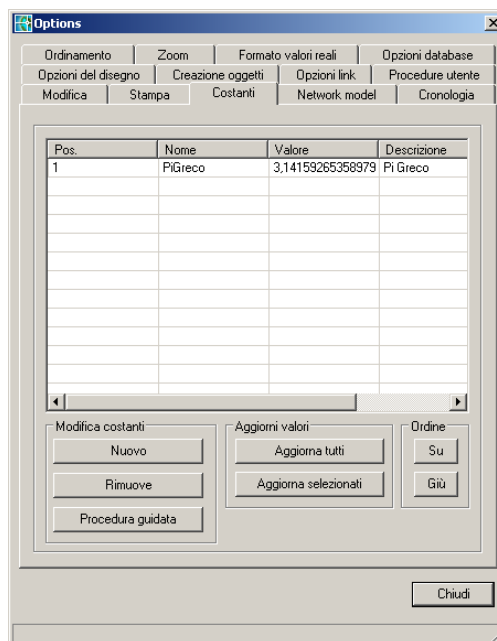 Options
Ordinamento Zoom Formato valori reali Opzioni database
Opzioni del disegno Creazione oggetti Opzioni link Procedure utente
Modifica Stampa Costanti Network model Cronologia
Pos. Nome Valore Descrizione
1 PiGreco 3,14159265358979 Pi Greco
Modifica costanti Aggiorni valori Ordine
Nuovo Aggiorna tutti Su
Rimuove Aggiorna selezionati Giù
Procedura guidata
Chiudi